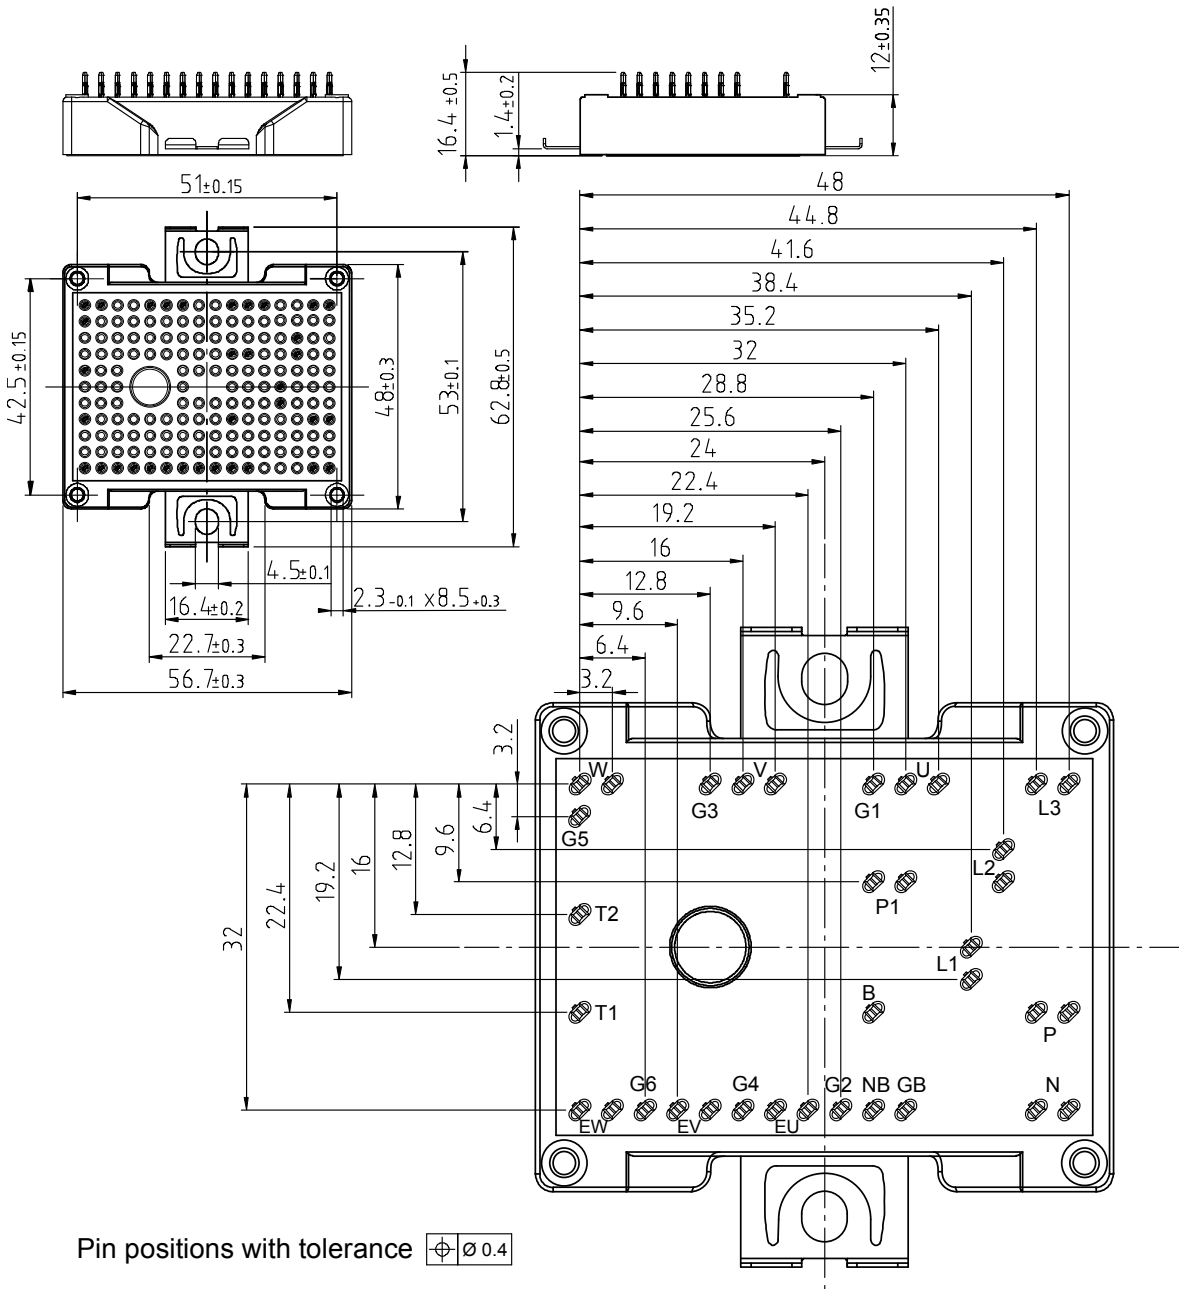 16.4 ±0.5
1.4±0.2
12±0.35
51±0.15
42.5 ±0.15
48±0.3
53±0.1
62.8±0.5
4.5±0.1
16.4±0.2
2.3-0.1 x8.5+0.3
22.7±0.3
56.7±0.3
48
44.8
41.6
38.4
35.2
32
28.8
25.6
24
22.4
19.2
16
12.8
9.6
6.4
3.2
3.2
6.4
9.6
12.8
16
19.2
22.4
32
W V U
G3 G1 L3
G5
L2
P1
T2
L1
B
T1
P
G6 G4 G2 NB GB N
EW EV EU
Pin positions with tolerance ⌖ Ø 0.4